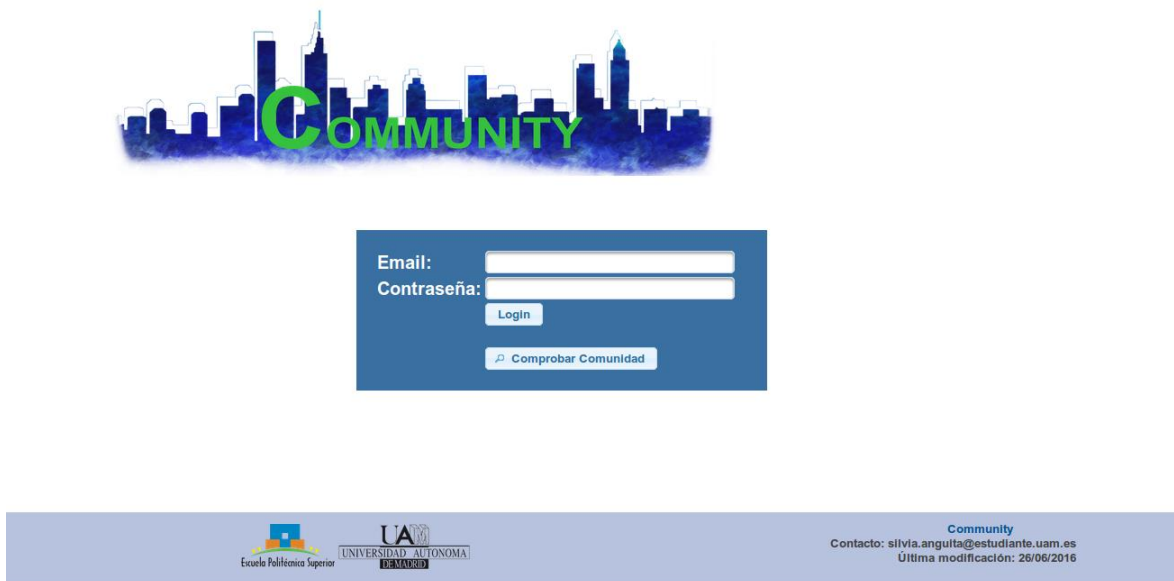 COMMUNITY
Email:
Contraseña:
Login
Comprobar Comunidad
Escuela Politécnica Superior
UAM
UNIVERSIDAD AUTONOMA
DE MADRID
Community
Contacto: silvia.anguita@estudiante.uam.es
Última modificación: 26/06/2016